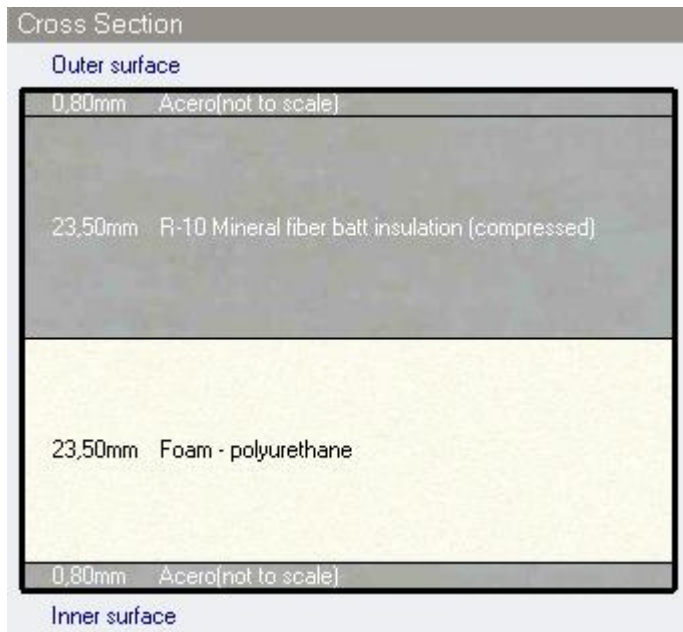 Cross Section
Outer surface
0,80mm Acero(not to scale)
23,50mm R-10 Mineral fiber batt insulation (compressed)
23,50mm Foam - polyurethane
0,80mm Acero(not to scale)
Inner surface